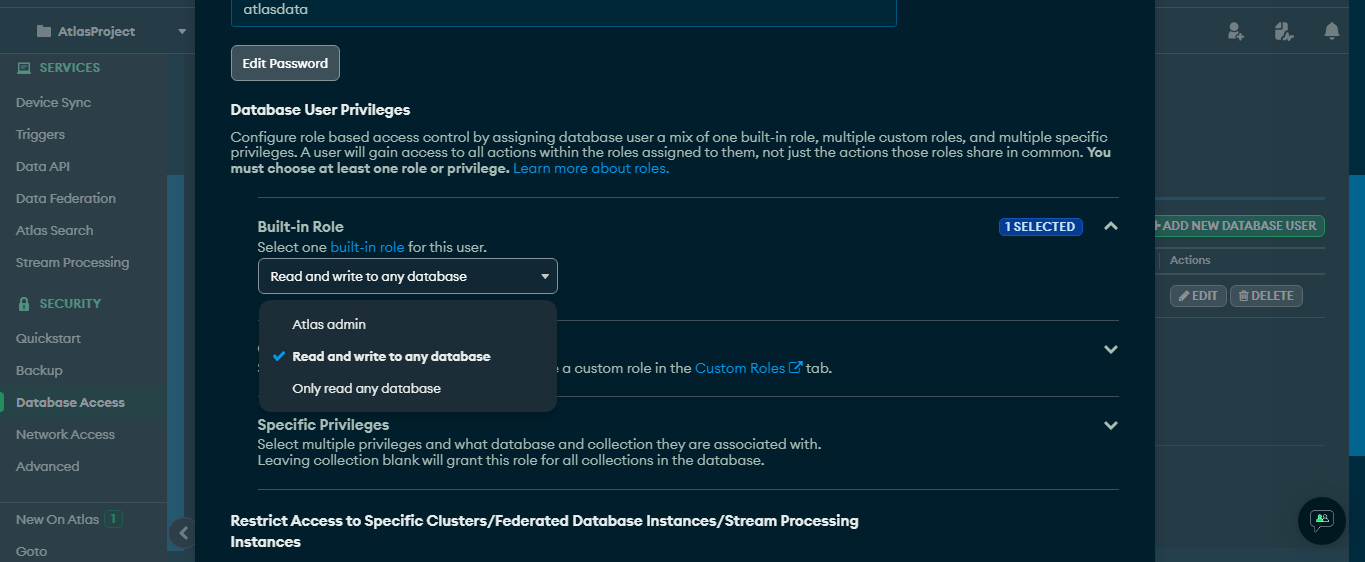 AtlasProject
SERVICES
Device Sync
Triggers
Data API
Data Federation
Atlas Search
Stream Processing
SECURITY
Quickstart
Backup
Database Access
Network Access
Advanced
New On Atlas 1
Goto
atlasdata
Edit Password
Database User Privileges
Configure role based access control by assigning database user a mix of one built-in role, multiple custom roles, and multiple specific
privileges. A user will gain access to all actions within the roles assigned to them, not just the actions those roles share in common. You
must choose at least one role or privilege. Learn more about roles.
Built-in Role
1 SELECTED
Select one built-in role for this user.
Read and write to any database
Atlas admin
Read and write to any database
Only read any database
a custom role in the Custom Roles tab.
Specific Privileges
Select multiple privileges and what database and collection they are associated with.
Leaving collection blank will grant this role for all collections in the database.
Restrict Access to Specific Clusters/Federated Database Instances/Stream Processing
Instances
ADD NEW DATABASE USER
Actions
EDIT
DELETE